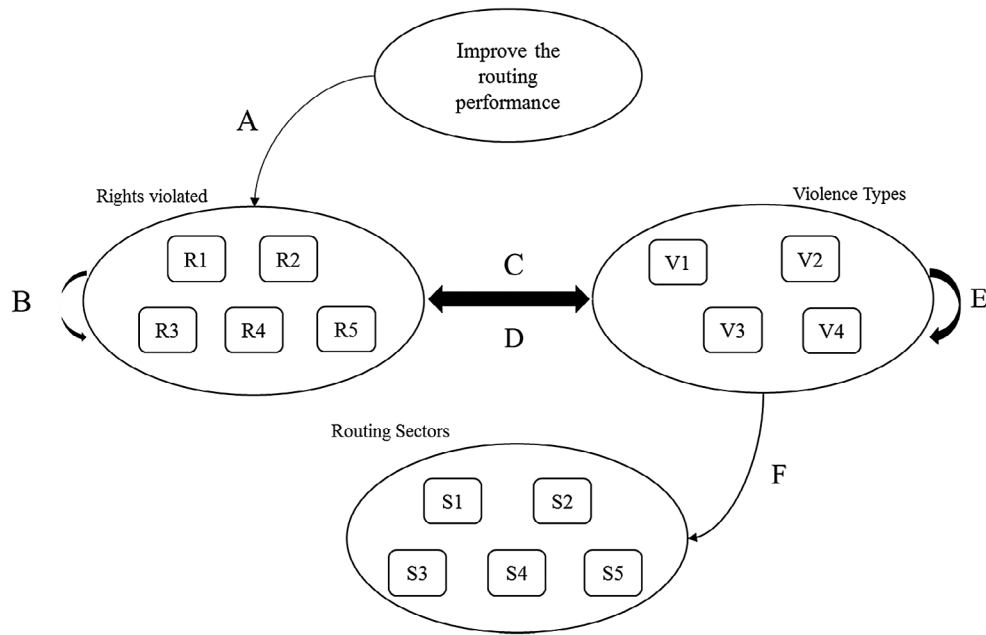 Improve the
routing
performance
A
Rights violated
Violence Types
R1 R2
R3 R4 R5
B
C
D
V1 V2
V3 V4
E
Routing Sectors
F
S1 S2
S3 S4 S5